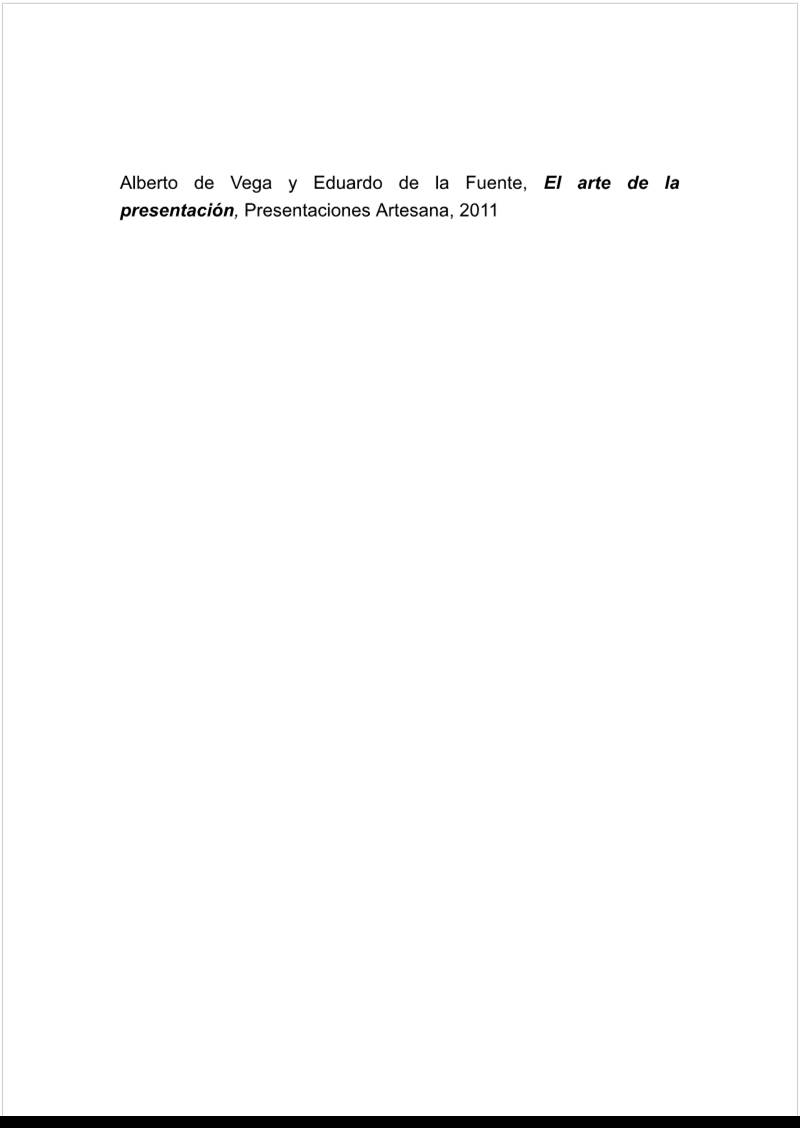 Alberto de Vega y Eduardo de la Fuente, El arte de la
presentación, Presentaciones Artesana, 2011